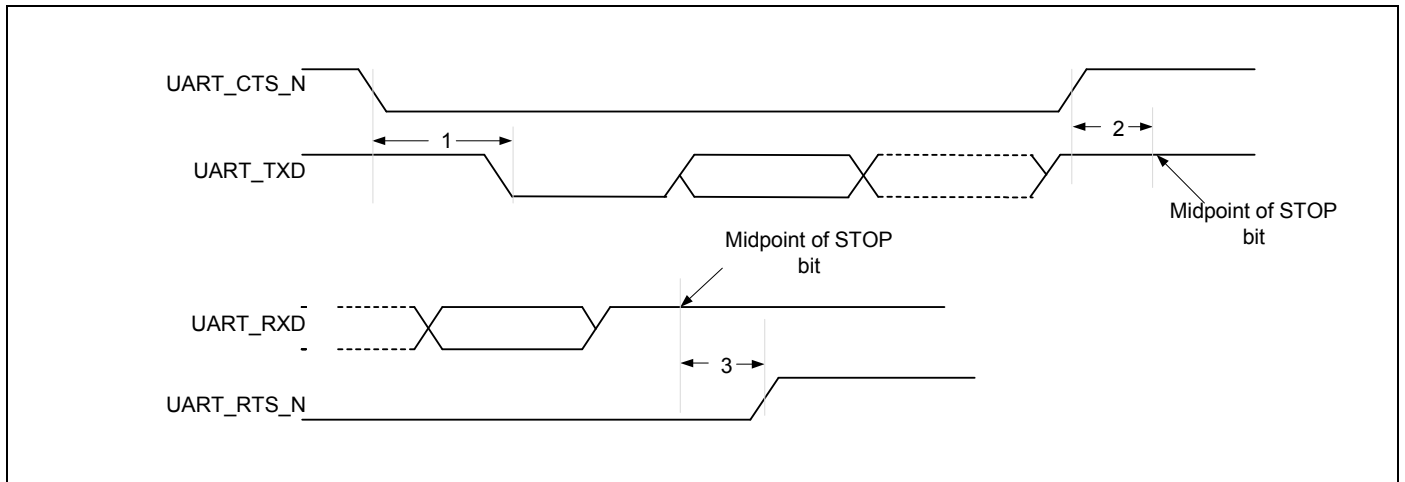 UART_CTS_N
1
2
UART_TXD
Midpoint of STOP
bit
Midpoint of STOP
bit
UART_RXD
3
UART_RTS_N